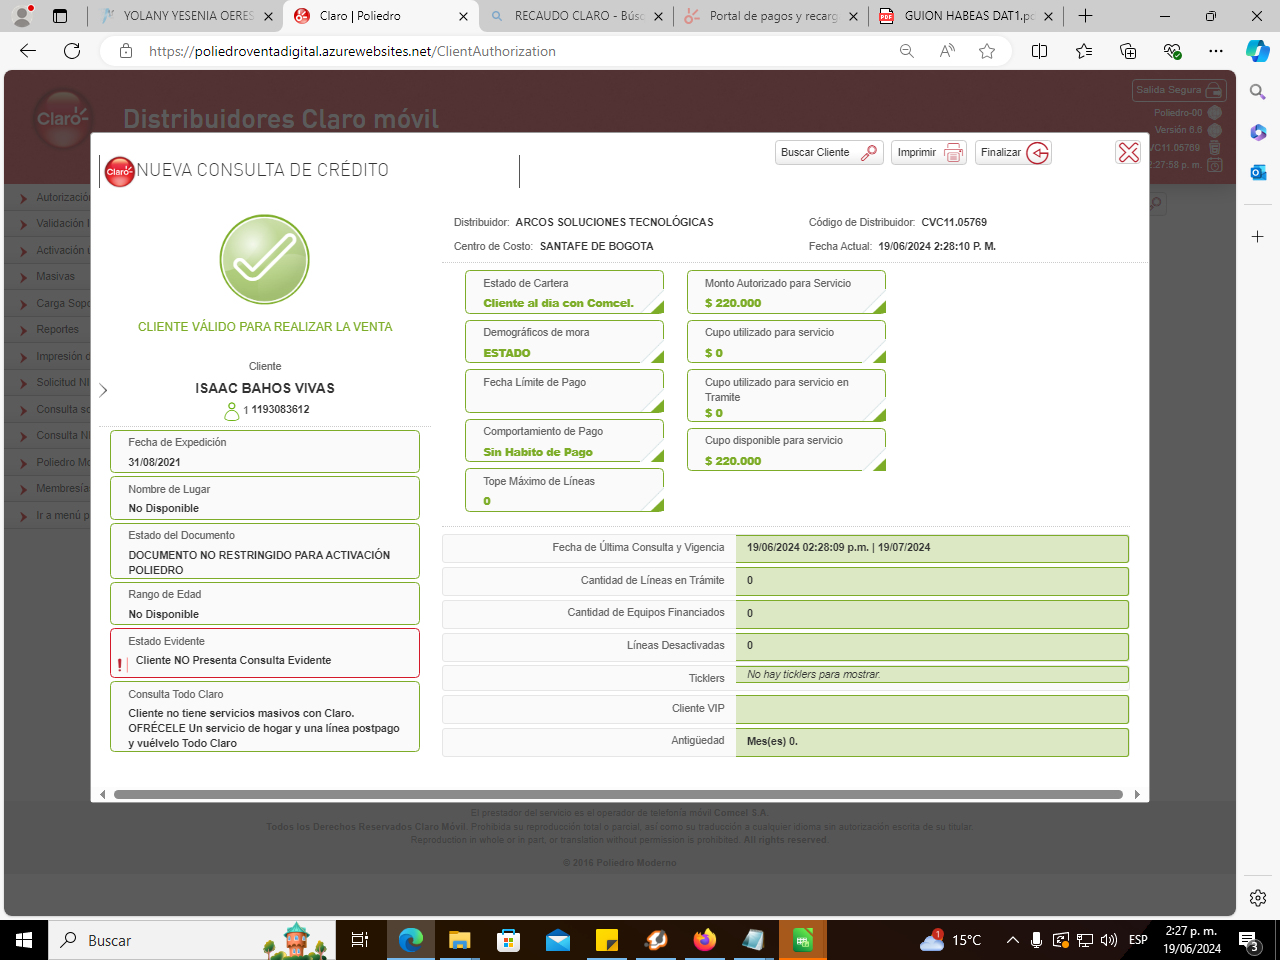 YOLANY YESENIA OERES
Claro | Poliedro
RECAUDO CLARO - Búsc
Portal de pagos y recarg
GUION HABEAS DAT1.pd
https://poliedroventadigital.azurewebsites.net/ClientAuthorization
Claro
Distribuidores Claro móvil
Salida Segura
Poliedro-00
Versión 6.6
VC11.05769
2:27:58 p. m.
Autorización
Validación
Activación
Masivas
Carga Sopo
Reportes
Impresión d
Solicitud NI
Consulta so
Consulta NI
Poliedro Mo
Membresía
Ir a menú p
Claro
NUEVA CONSULTA DE CRÉDITO
Buscar Cliente
Imprimir
Finalizar
CLIENTE VÁLIDO PARA REALIZAR LA VENTA
Cliente
ISAAC BAHOS VIVAS
1 1193083612
Fecha de Expedición
31/08/2021
Nombre de Lugar
No Disponible
Estado del Documento
DOCUMENTO NO RESTRINGIDO PARA ACTIVACIÓN
POLIEDRO
Rango de Edad
No Disponible
Estado Evidente
! Cliente NO Presenta Consulta Evidente
Consulta Todo Claro
Cliente no tiene servicios masivos con Claro.
OFRÉCELE Un servicio de hogar y una línea postpago
y vuélvelo Todo Claro
Distribuidor: ARCOS SOLUCIONES TECNOLÓGICAS
Código de Distribuidor: CVC11.05769
Centro de Costo: SANTAFE DE BOGOTA
Fecha Actual: 19/06/2024 2:28:10 P. M.
Estado de Cartera
Cliente al dia con Comcel.
Demográficos de mora
ESTADO
Fecha Límite de Pago
Comportamiento de Pago
Sin Habito de Pago
Tope Máximo de Líneas
0
Monto Autorizado para Servicio
$ 220.000
Cupo utilizado para servicio
$ 0
Cupo utilizado para servicio en
Tramite
$ 0
Cupo disponible para servicio
$ 220.000
Fecha de Última Consulta y Vigencia 19/06/2024 02:28:09 p.m. | 19/07/2024
Cantidad de Líneas en Trámite 0
Cantidad de Equipos Financiados 0
Líneas Desactivadas 0
Ticklers No hay ticklers para mostrar.
Cliente VIP
Antigüedad Mes(es) 0.
El prestador del servicio es el operador de telefonía móvil Comcel S.A.
Todos los Derechos Reservados Claro Móvil. Prohibida su reproducción total o parcial, así como su traducción a cualquier idioma sin autorización escrita de su titular.
Reproduction in whole or in part, or translation without permission is prohibited. All rights reserved.
© 2016 Poliedro Moderno
Buscar
1
15°C
ESP
2:27 p. m.
19/06/2024
3